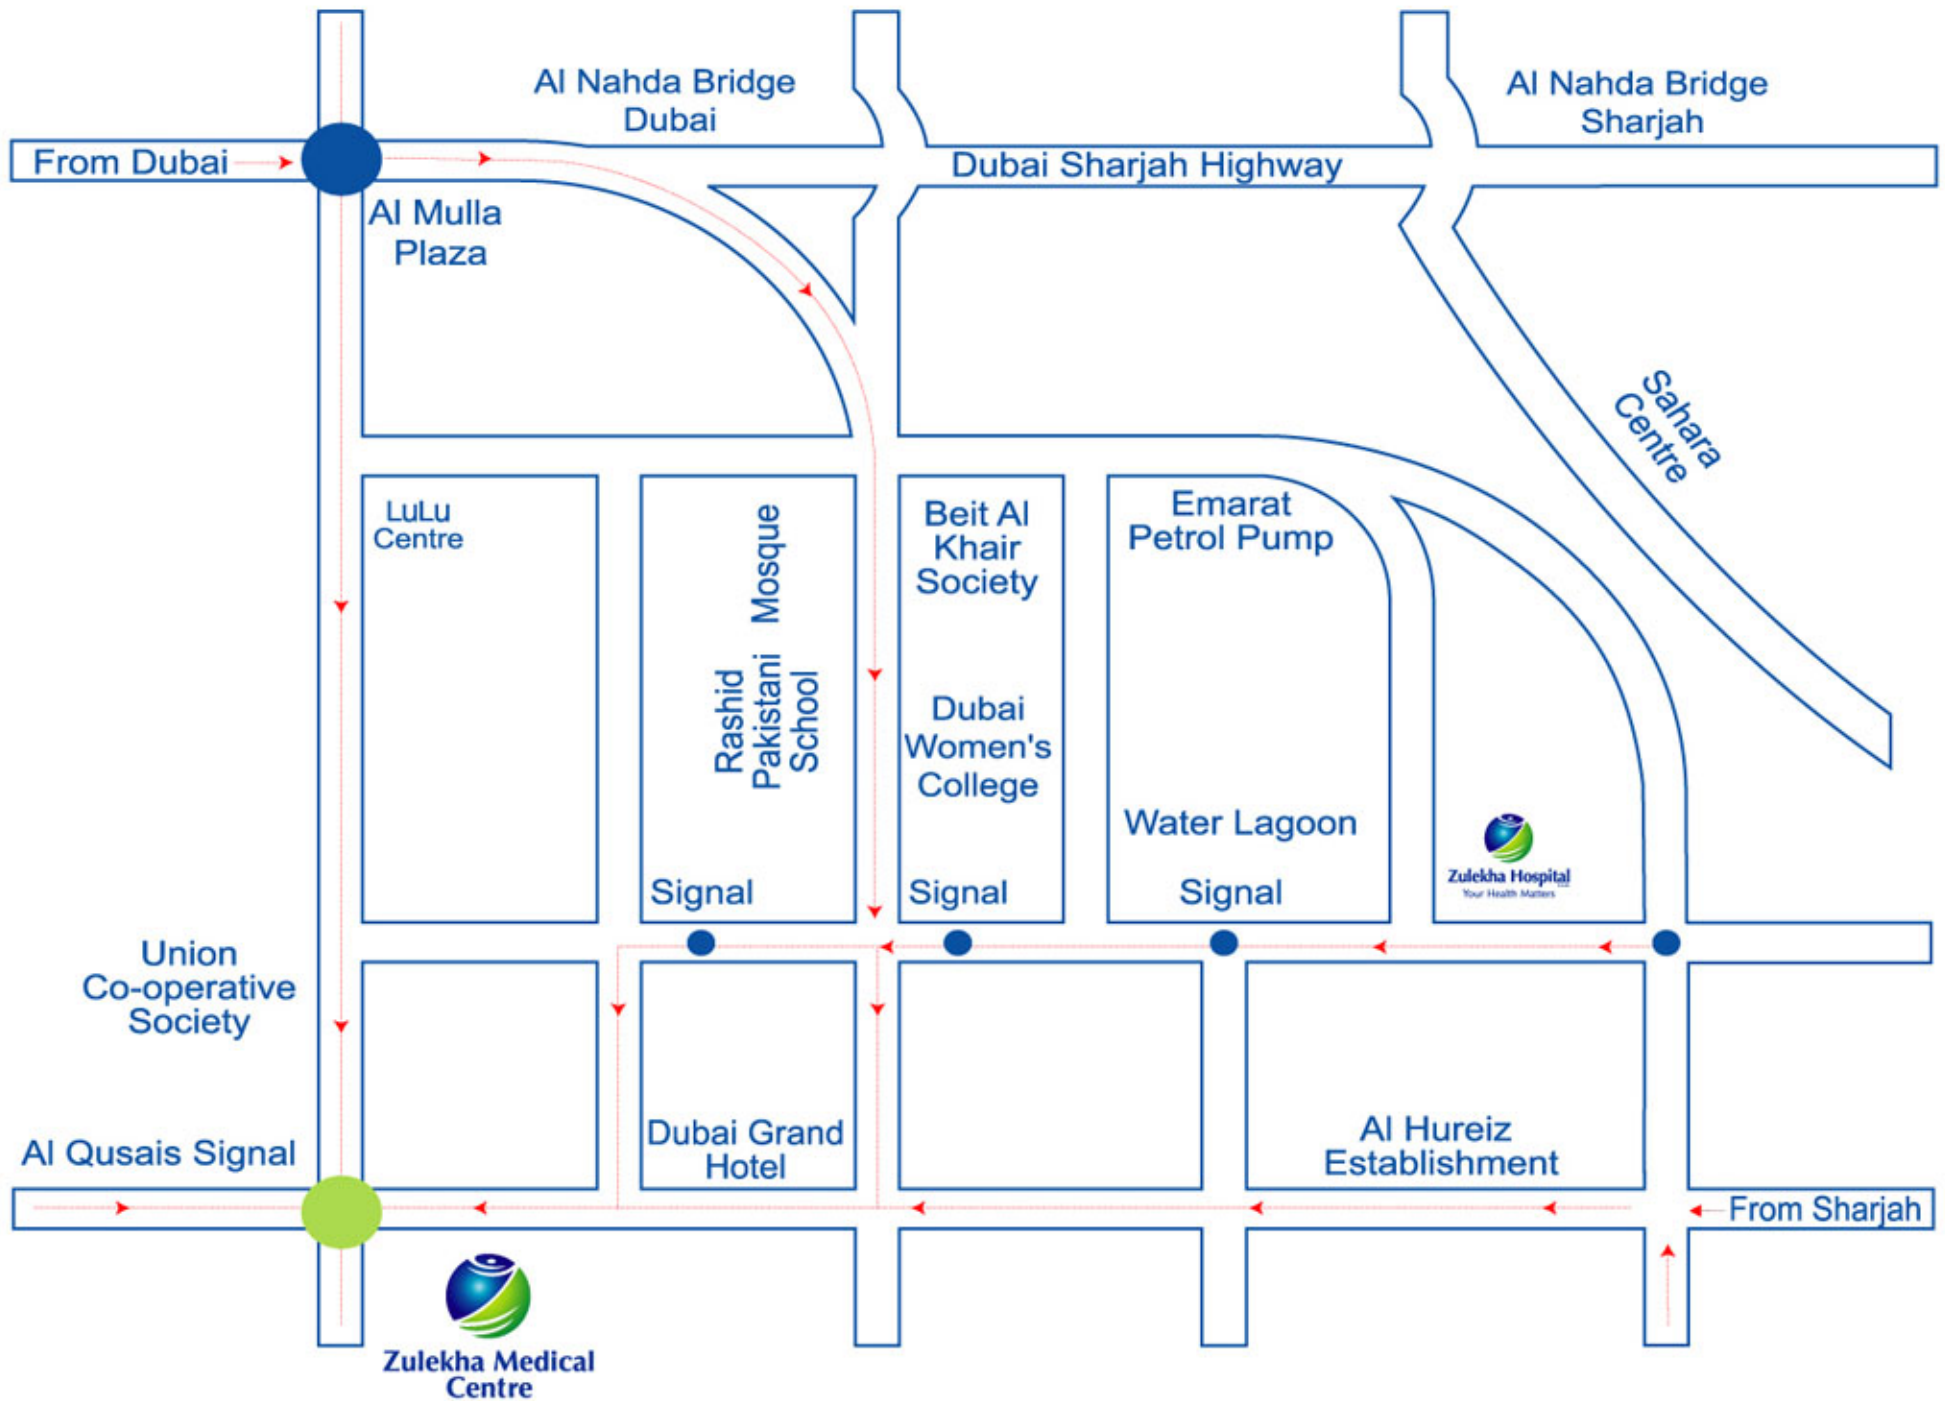 Al Nahda Bridge
Dubai
Al Nahda Bridge
Sharjah
From Dubai
Dubai Sharjah Highway
Al Mulla
Plaza
Sahara
Centre
LuLu
Centre
Mosque
Rashid
Pakistani
School
Beit Al
Khair
Society
Emarat
Petrol Pump
Dubai
Women's
College
Water Lagoon
Zulekha Hospital
Your Health Matters
Signal
Signal
Signal
Union
Co-operative
Society
Al Qusais Signal
Dubai Grand
Hotel
Al Hureiz
Establishment
From Sharjah
Zulekha Medical
Centre